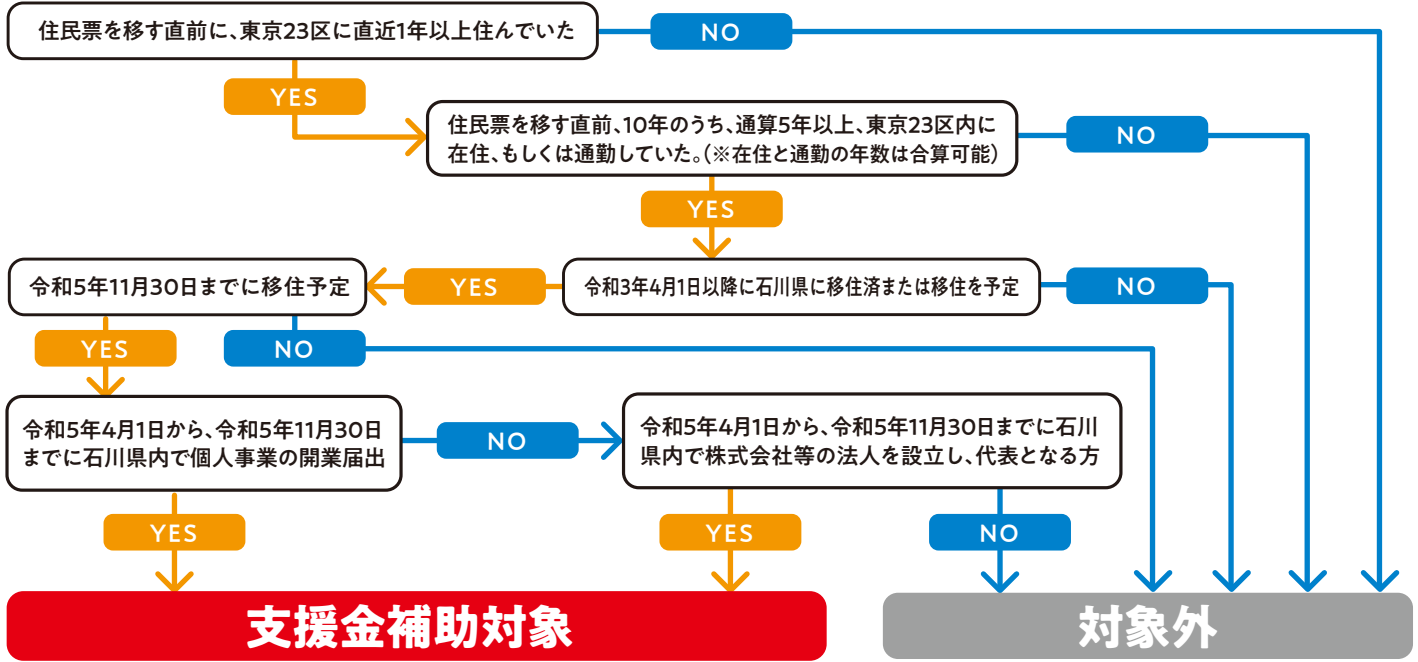 住民票を移す直前に、東京23区に直近1年以上住んでいた
NO
YES
住民票を移す直前、10年のうち、通算5年以上、東京23区内に
在住、もしくは通勤していた。(※在住と通勤の年数は合算可能)
NO
YES
令和5年11月30日までに移住予定
YES
令和3年4月1日以降に石川県に移住済または移住を予定
NO
YES
NO
令和5年4月1日から、令和5年11月30日
までに石川県内で個人事業の開業届出
NO
令和5年4月1日から、令和5年11月30日までに石川
県内で株式会社等の法人を設立し、代表となる方
YES
YES
NO
支援金補助対象
対象外